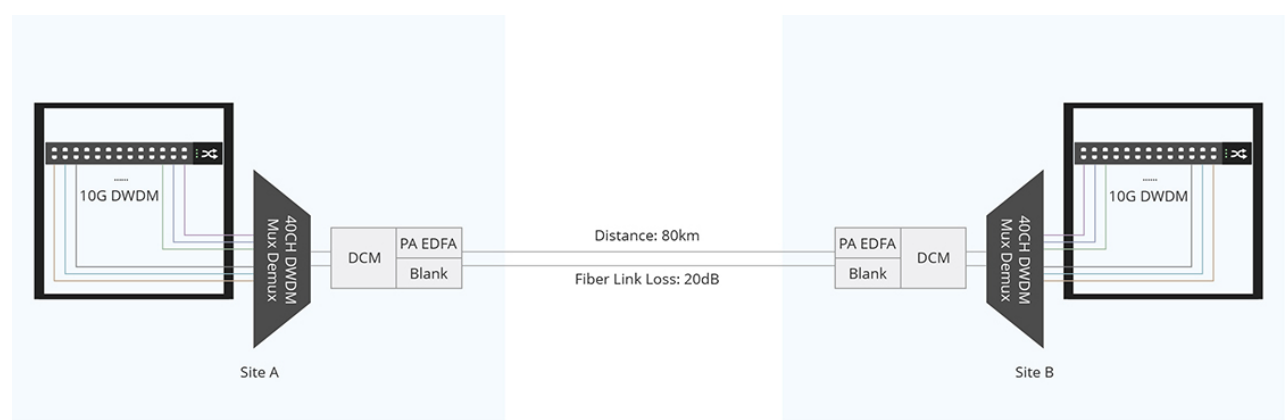 ......
10G DWDM
40CH DWDM
Mux Demux
DCM
PA EDFA
Blank
Site A
Distance: 80km
Fiber Link Loss: 20dB
PA EDFA
Blank
DCM
40CH DWDM
Mux Demux
......
10G DWDM
Site B